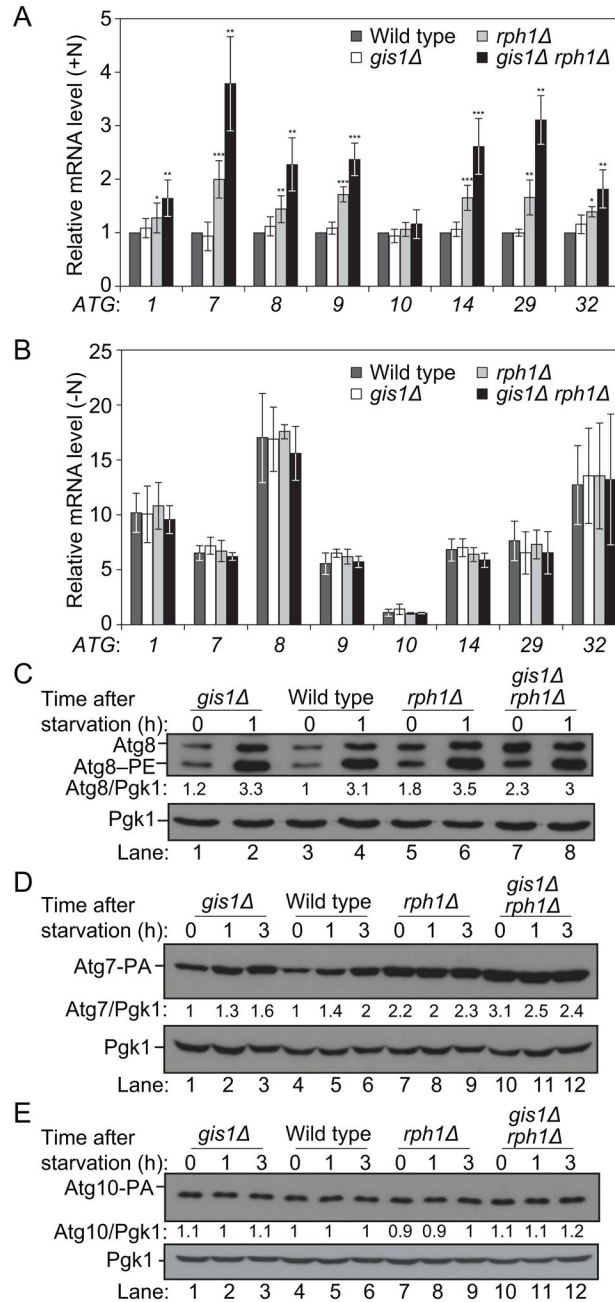 A
Relative mRNA level (+N)
5
4
3
2
1
0
Wild type
rph1Δ
gis1Δ
gis1Δ rph1Δ
* ** *** ** ** ** *** *** *** *** ** ** * **
ATG: 1 7 8 9 10 14 29 32
B
Relative mRNA level (-N)
25
20
15
10
5
0
Wild type
rph1Δ
gis1Δ
gis1Δ rph1Δ
ATG: 1 7 8 9 10 14 29 32
C
gis1Δ
Time after gis1Δ Wild type rph1Δ rph1Δ
starvation (h): 0 1 0 1 0 1 0 1
Atg8
Atg8–PE
Atg8/Pgk1: 1.2 3.3 1 3.1 1.8 3.5 2.3 3
Pgk1
Lane: 1 2 3 4 5 6 7 8
D
gis1Δ
Time after gis1Δ Wild type rph1Δ rph1Δ
starvation (h): 0 1 3 0 1 3 0 1 3 0 1 3
Atg7-PA
Atg7/Pgk1: 1 1.3 1.6 1 1.4 2 2.2 2 2.3 3.1 2.5 2.4
Pgk1
Lane: 1 2 3 4 5 6 7 8 9 10 11 12
E
gis1Δ
Time after gis1Δ Wild type rph1Δ rph1Δ
starvation (h): 0 1 3 0 1 3 0 1 3 0 1 3
Atg10-PA
Atg10/Pgk1: 1.1 1 1.1 1 1 1 0.9 0.9 1 1.1 1.1 1.2
Pgk1
Lane: 1 2 3 4 5 6 7 8 9 10 11 12